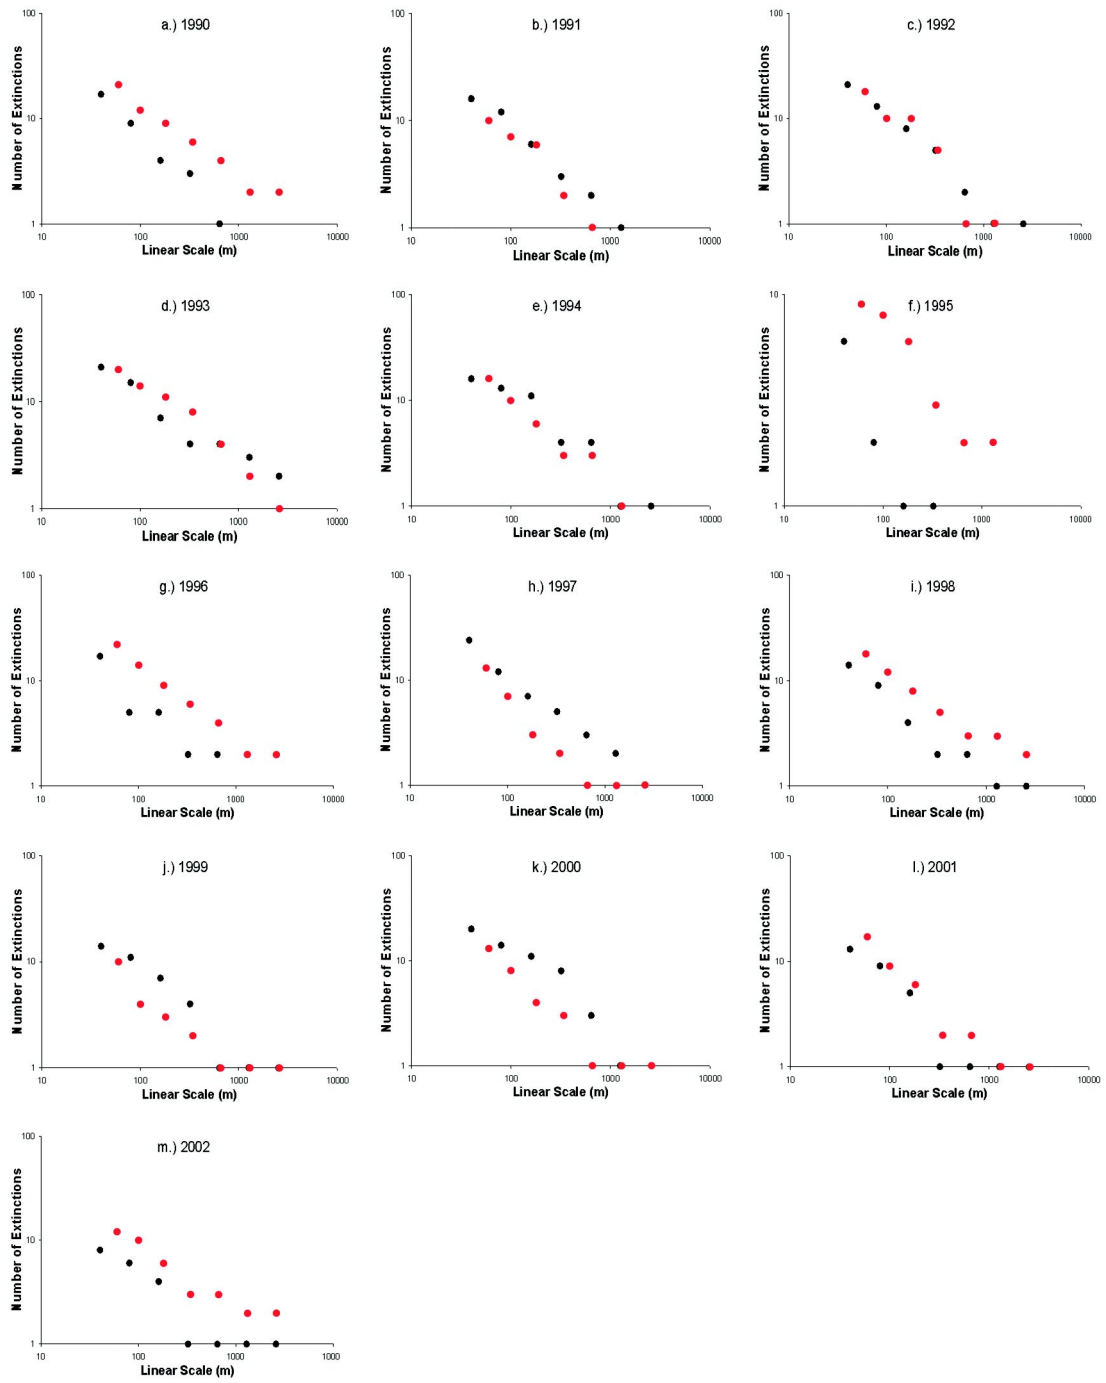 a.) 1990
Number of Extinctions
100
10
1
10 100 1000 10000
Linear Scale (m)
b.) 1991
Number of Extinctions
100
10
1
10 100 1000 10000
Linear Scale (m)
c.) 1992
Number of Extinctions
100
10
1
10 100 1000 10000
Linear Scale (m)
d.) 1993
Number of Extinctions
100
10
1
10 100 1000 10000
Linear Scale (m)
e.) 1994
Number of Extinctions
100
10
1
10 100 1000 10000
Linear Scale (m)
f.) 1995
Number of Extinctions
10
1
10 100 1000 10000
Linear Scale (m)
g.) 1996
Number of Extinctions
100
10
1
10 100 1000 10000
Linear Scale (m)
h.) 1997
Number of Extinctions
100
10
1
10 100 1000 10000
Linear Scale (m)
i.) 1998
Number of Extinctions
100
10
1
10 100 1000 10000
Linear Scale (m)
j.) 1999
Number of Extinctions
100
10
1
10 100 1000 10000
Linear Scale (m)
k.) 2000
Number of Extinctions
100
10
1
10 100 1000 10000
Linear Scale (m)
l.) 2001
Number of Extinctions
100
10
1
10 100 1000 10000
Linear Scale (m)
m.) 2002
Number of Extinctions
100
10
1
10 100 1000 10000
Linear Scale (m)